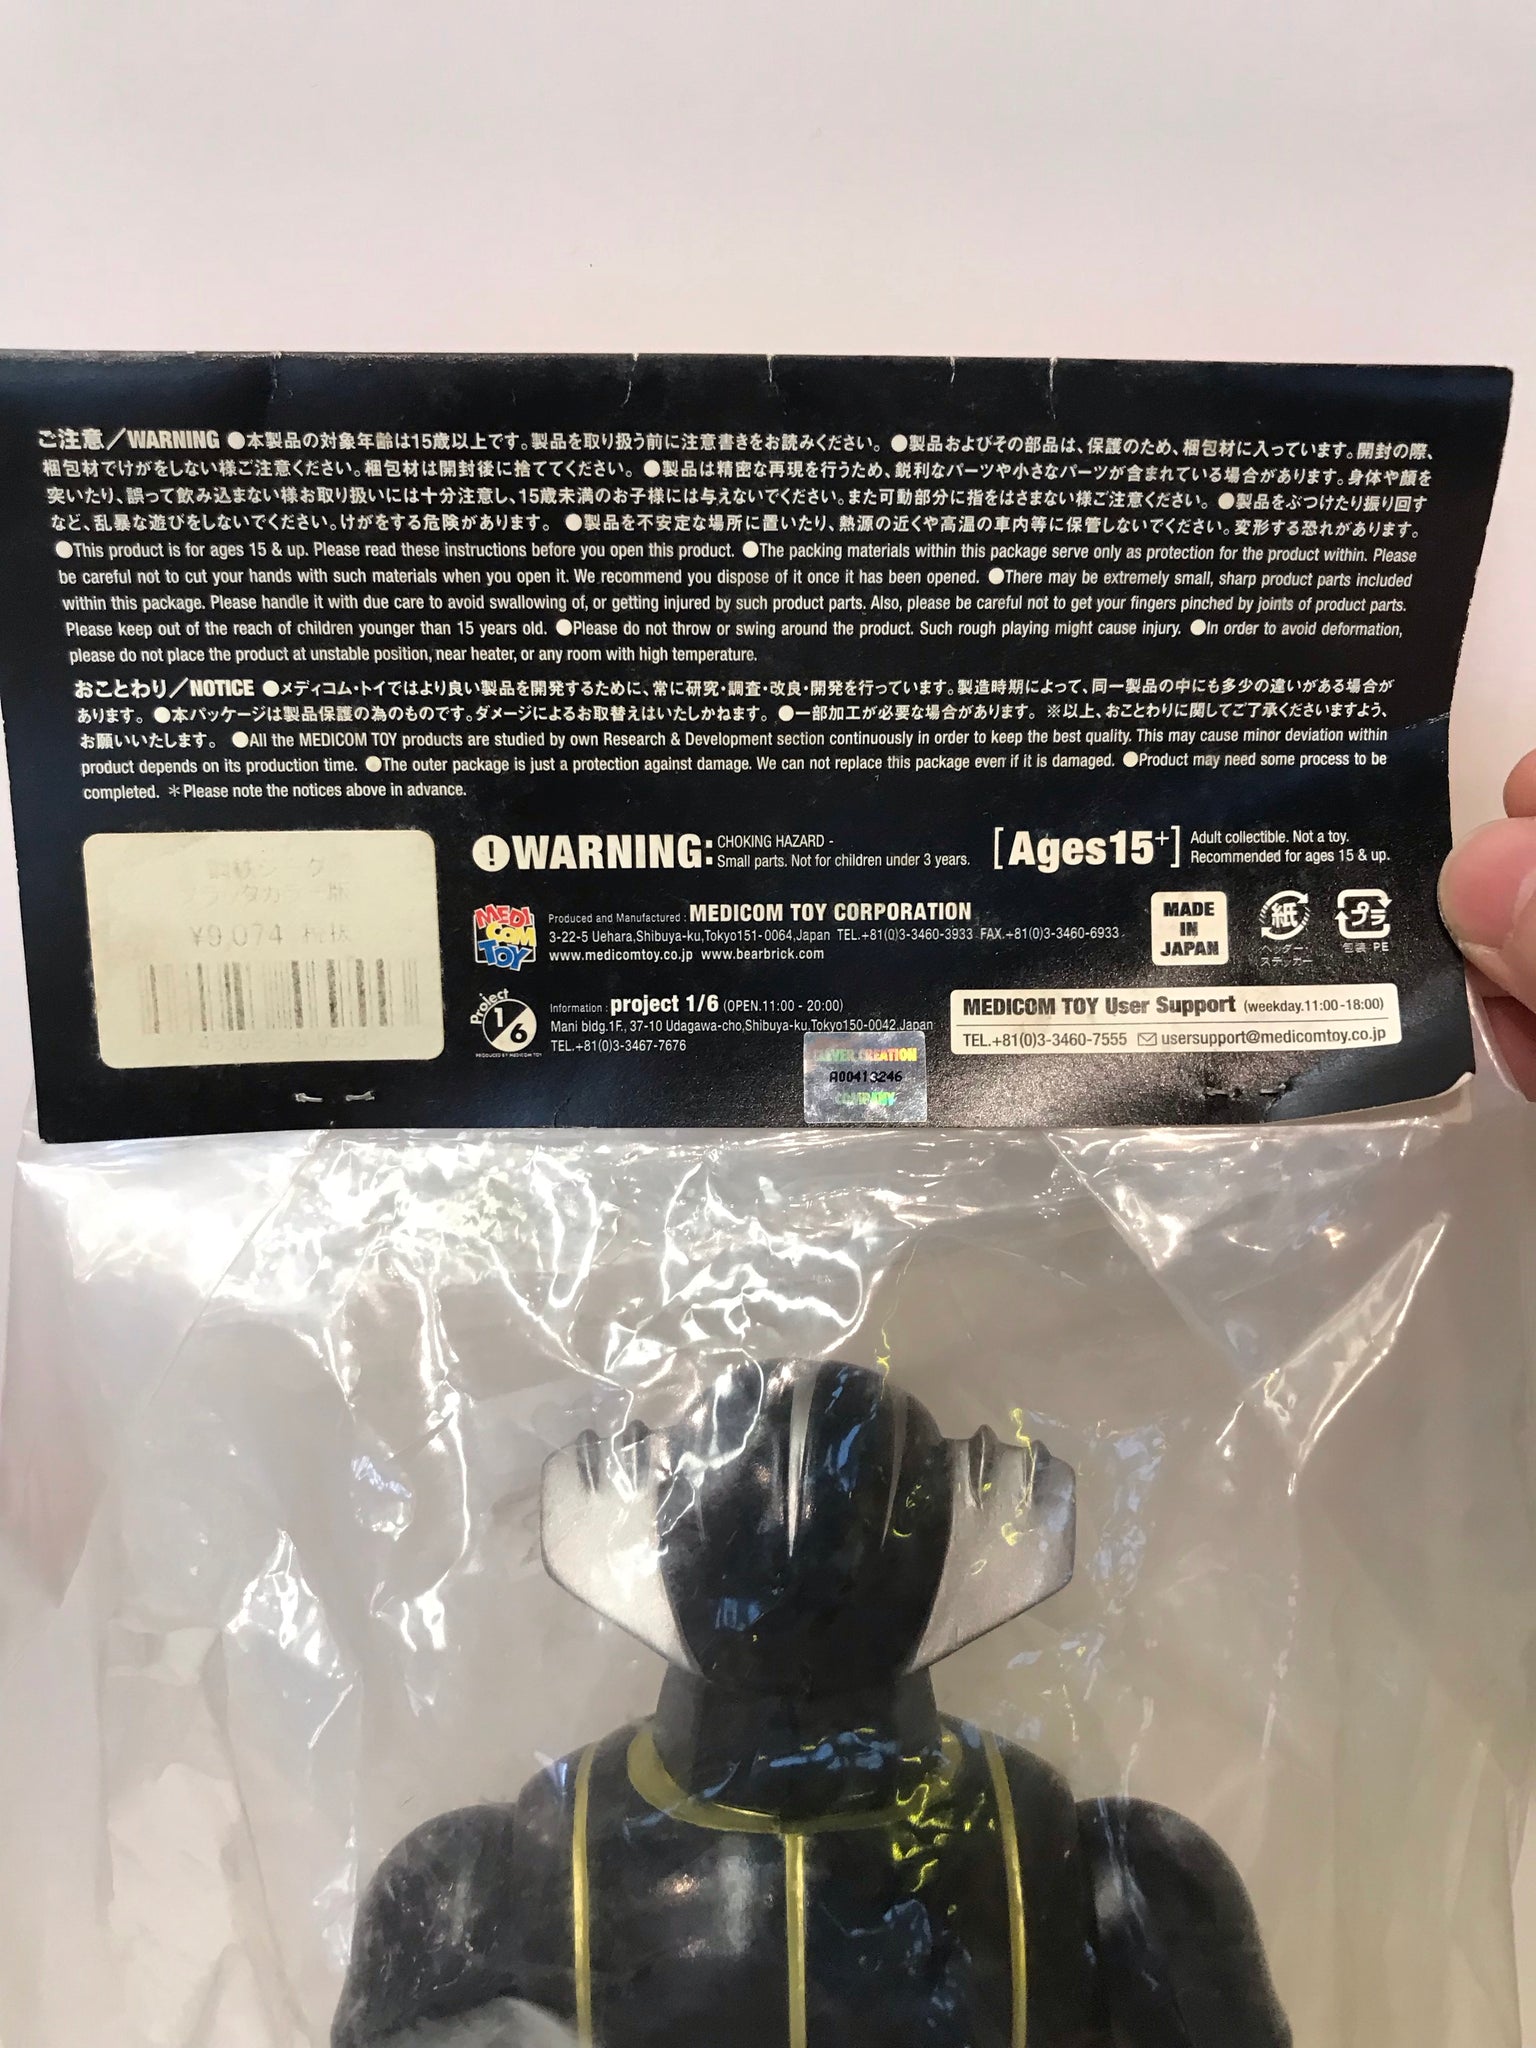 ご注意／WARNING ●本製品の対象年齢は15歳以上です。製品を取り扱う前に注意書きをお読みください。 ●製品およびその部品は、保護のため、梱包材に入っています。開封の際、
梱包材でけがをしない様ご注意ください。梱包材は開封後に捨ててください。 ●製品は精密な再現を行うため、鋭利なパーツや小さなパーツが含まれている場合があります。身体や顔を
突いたり、誤って飲み込まない様お取り扱いには十分注意し、15歳未満のお子様には与えないでください。また可動部分に指をはさまない様ご注意ください。 ●製品をぶつけたり振り回す
など、乱暴な遊びをしないでください。けがをする危険があります。 ●製品を不安定な場所に置いたり、熱源の近くや高温の車内等に保管しないでください。変形する恐れがあります。
●This product is for ages 15 & up. Please read these instructions before you open this product. ●The packing materials within this package serve only as protection for the product within. Please
be careful not to cut your hands with such materials when you open it. We recommend you dispose of it once it has been opened. ●There may be extremely small, sharp product parts included
within this package. Please handle it with due care to avoid swallowing of, or getting injured by such product parts. Also, please be careful not to get your fingers pinched by joints of product parts.
Please keep out of the reach of children younger than 15 years old. ●Please do not throw or swing around the product. Such rough playing might cause injury. ●In order to avoid deformation,
please do not place the product at unstable position, near heater, or any room with high temperature.
おことわり／NOTICE ●メディコム・トイではより良い製品を開発するために、常に研究・調査・改良・開発を行っています。製造時期によって、同一製品の中にも多少の違いがある場合が
あります。 ●本パッケージは製品保護の為のものです。ダメージによるお取替えはいたしかねます。 ●一部加工が必要な場合があります。 ※以上、おことわりに関してご了承くださいますよう、
お願いいたします。 ●All the MEDICOM TOY products are studied by own Research & Development section continuously in order to keep the best quality. This may cause minor deviation within
product depends on its production time. ●The outer package is just a protection against damage. We can not replace this package even if it is damaged. ●Product may need some process to be
completed. ＊Please note the notices above in advance.
ブラックカラー版
¥9,074 税抜
WARNING: CHOKING HAZARD -
Small parts. Not for children under 3 years.
[Ages15+] Adult collectible. Not a toy.
Recommended for ages 15 & up.
MEDI COM TOY
Produced and Manufactured : MEDICOM TOY CORPORATION
3-22-5 Uehara,Shibuya-ku,Tokyo151-0064,Japan TEL.+81(0)3-3460-3933 FAX.+81(0)3-3460-6933
www.medicomtoy.co.jp www.bearbrick.com
MADE
IN
JAPAN
紙
ヘッダー・
ステッカー
プラ
包装 PE
Project
1/6
PRODUCED BY MEDICOM TOY
Information : project 1/6 (OPEN.11:00 - 20:00)
Mani bldg.1F., 37-10 Udagawa-cho,Shibuya-ku,Tokyo150-0042.Japan
TEL.+81(0)3-3467-7676
MEDICOM TOY User Support (weekday.11:00-18:00)
TEL.+81(0)3-3460-7555 usersupport@medicomtoy.co.jp
CLEVER CREATION
A00413246
COMPANY